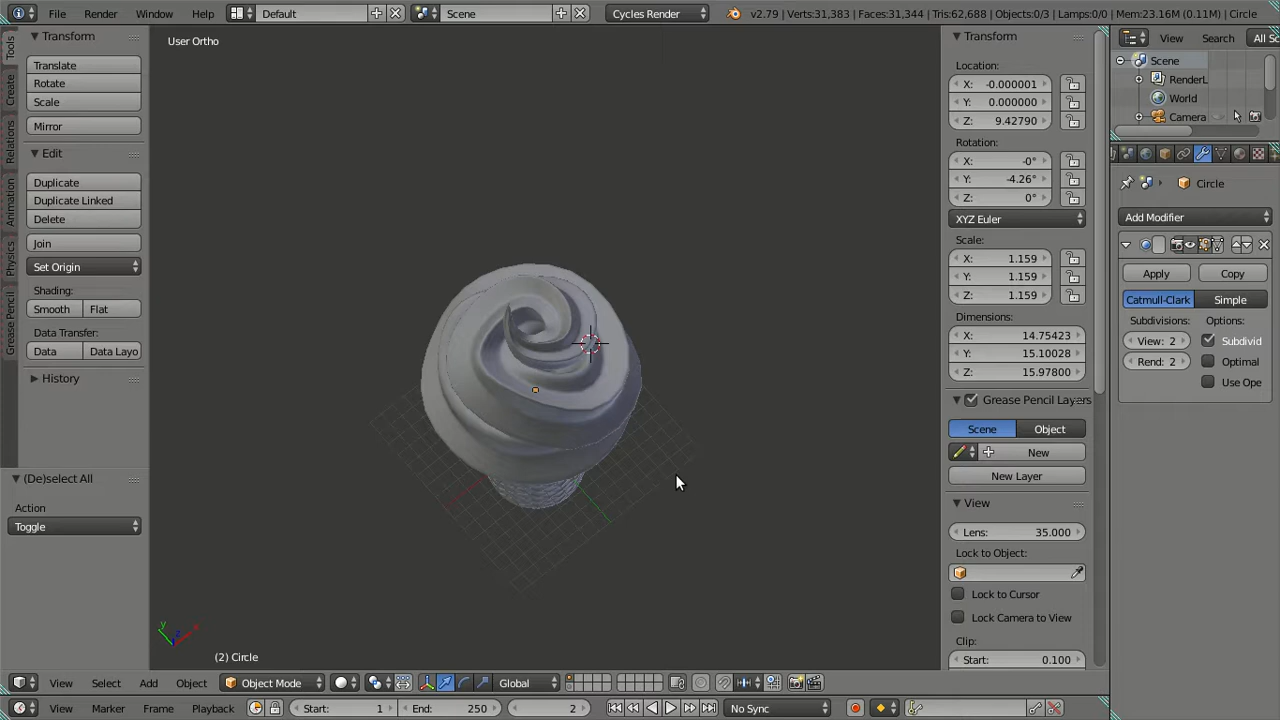 File Render Window Help Default Scene Cycles Render v2.79 | Verts:31,383 | Faces:31,344 | Tris:62,688 | Objects:0/3 | Lamps:0/0 | Mem:23.16M (0.11M) | Circle
Tools
Create
Relations
Animation
Physics
Grease Pencil
Transform
Translate
Rotate
Scale
Mirror
Edit
Duplicate
Duplicate Linked
Delete
Join
Set Origin
Shading:
Smooth Flat
Data Transfer:
Data Data Layo
History
(De)select All
Action
Toggle
User Ortho
y x z
(2) Circle
Transform
Location:
X: -0.000001
Y: 0.000000
Z: 9.42790
Rotation:
X: -0°
Y: -4.26°
Z: 0°
XYZ Euler
Scale:
X: 1.159
Y: 1.159
Z: 1.159
Dimensions:
X: 14.75423
Y: 15.10028
Z: 15.97800
Grease Pencil Layers
Scene Object
New
New Layer
View
Lens: 35.000
Lock to Object:
Lock to Cursor
Lock Camera to View
Clip:
Start: 0.100
View Search All Sc
Scene
RenderL
World
Camera
Circle
Add Modifier
Apply Copy
Catmull-Clark Simple
Subdivisions: Options:
View: 2 Subdivid
Rend: 2 Optimal
Use Ope
View Select Add Object Object Mode Global
View Marker Frame Playback Start: 1 End: 250 2 No Sync